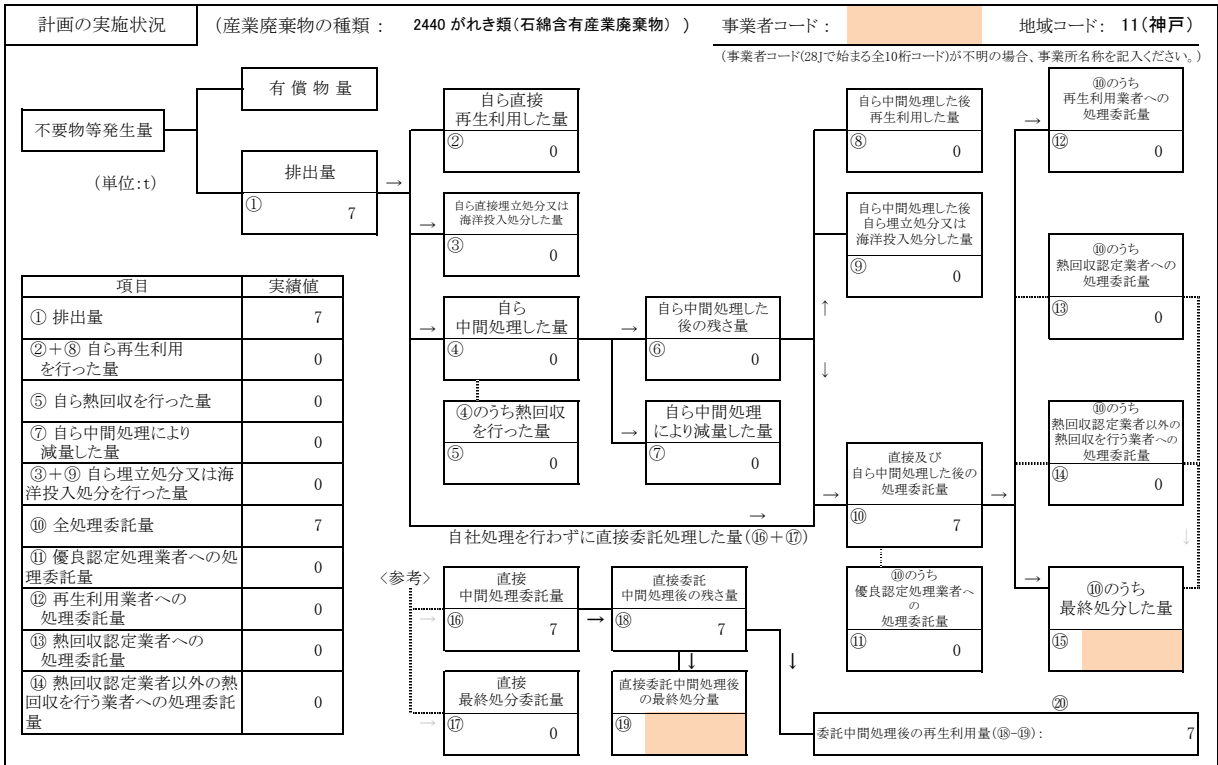 計画の実施状況
(産業廃棄物の種類： 2440 がれき類(石綿含有産業廃棄物) )
事業者コード：
地域コード： 11(神戸)
(事業者コード(28Jで始まる全10桁コード)が不明の場合、事業所名称を記入ください。)
不要物等発生量
(単位:t)
有償物量
排出量
① 7
→
自ら直接
再生利用した量
② 0
→
自ら直接埋立処分又は
海洋投入処分した量
③ 0
→
自ら
中間処理した量
④ 0
④のうち熱回収
を行った量
⑤ 0
→
自ら中間処理した
後の残さ量
⑥ 0
→
自ら中間処理
により減量した量
⑦ 0
自ら中間処理した後
再生利用した量
⑧ 0
自ら中間処理した後
自ら埋立処分又は
海洋投入処分した量
⑨ 0
↑
↓
→
直接及び
自ら中間処理した後の
処理委託量
⑩ 7
→
⑩のうち
優良認定処理業者へ
の
処理委託量
⑪ 0
→
⑩のうち
再生利用業者への
処理委託量
⑫ 0
⑩のうち
熱回収認定業者への
処理委託量
⑬ 0
⑩のうち
熱回収認定業者以外の
熱回収を行う業者への
処理委託量
⑭ 0
↓
→
⑩のうち
最終処分した量
⑮
項目 実績値
① 排出量 7
②＋⑧ 自ら再生利用
を行った量 0
⑤ 自ら熱回収を行った量 0
⑦ 自ら中間処理により
減量した量 0
③＋⑨ 自ら埋立処分又は海
洋投入処分を行った量 0
⑩ 全処理委託量 7
⑪ 優良認定処理業者への処
理委託量 0
⑫ 再生利用業者への
処理委託量 0
⑬ 熱回収認定業者への
処理委託量 0
⑭ 熱回収認定業者以外の熱
回収を行う業者への処理委託
量 0
→
自社処理を行わずに直接委託処理した量(⑯＋⑰)
〈参考〉
→
直接
中間処理委託量
⑯ 7
→
直接委託
中間処理後の残さ量
⑱ 7
→
直接
最終処分委託量
⑰ 0
↓
直接委託中間処理後
の最終処分量
⑲
↓
⑳
委託中間処理後の再生利用量(⑱-⑲)： 7